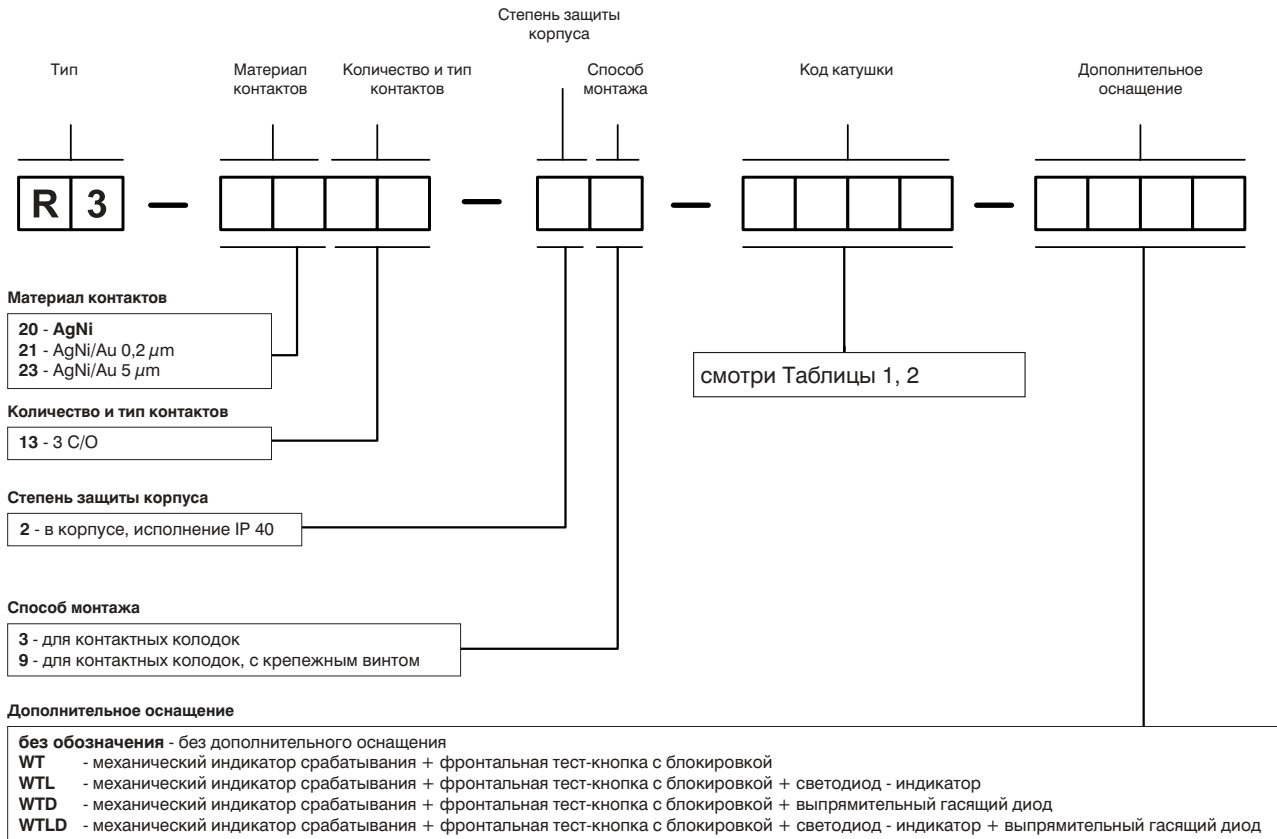 Степень защиты
корпуса
Тип
Материал
контактов
Количество и тип
контактов
Способ
монтажа
Код катушки
Дополнительное
оснащение
R 3 — — — —
Материал контактов
20 - AgNi
21 - AgNi/Au 0,2 μm
23 - AgNi/Au 5 μm
смотри Таблицы 1, 2
Количество и тип контактов
13 - 3 C/O
Степень защиты корпуса
2 - в корпусе, исполнение IP 40
Способ монтажа
3 - для контактных колодок
9 - для контактных колодок, с крепежным винтом
Дополнительное оснащение
без обозначения - без дополнительного оснащения
WT - механический индикатор срабатывания + фронтальная тест-кнопка с блокировкой
WTL - механический индикатор срабатывания + фронтальная тест-кнопка с блокировкой + светодиод - индикатор
WTD - механический индикатор срабатывания + фронтальная тест-кнопка с блокировкой + выпрямительный гасящий диод
WTLD - механический индикатор срабатывания + фронтальная тест-кнопка с блокировкой + светодиод - индикатор + выпрямительный гасящий диод